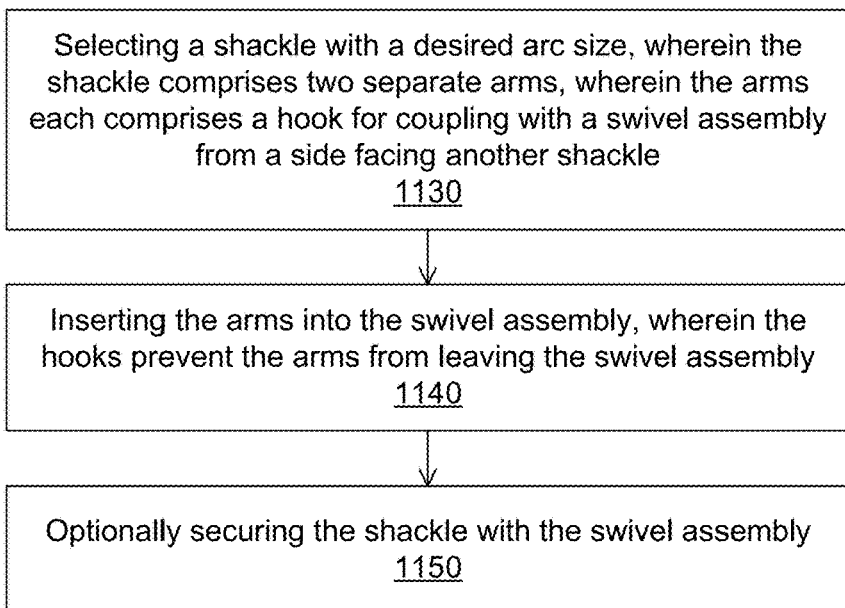 Selecting a shackle with a desired arc size, wherein the
shackle comprises two separate arms, wherein the arms
each comprises a hook for coupling with a swivel assembly
from a side facing another shackle
1130
Inserting the arms into the swivel assembly, wherein the
hooks prevent the arms from leaving the swivel assembly
1140
Optionally securing the shackle with the swivel assembly
1150